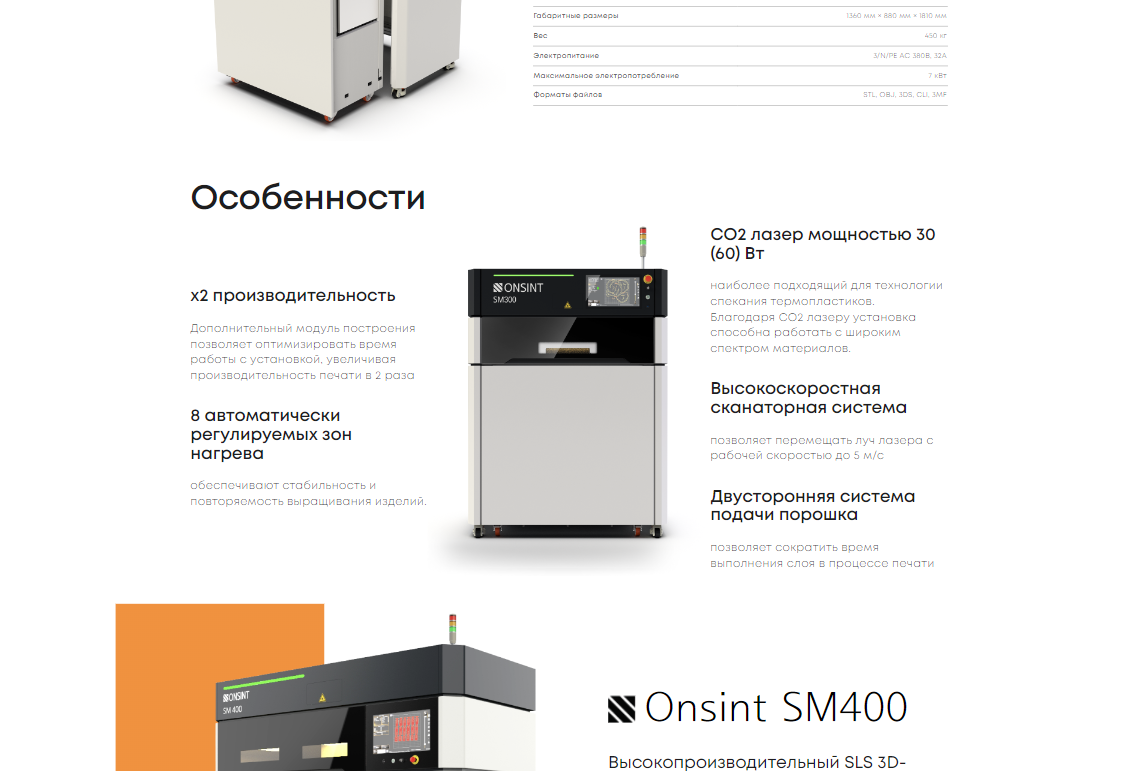 Габаритные размеры 1360 мм × 880 мм × 1810 мм
Вес 450 кг
Электропитание 3/N/PE AC 380В, 32А
Максимальное электропотребление 7 кВт
Форматы файлов STL, OBJ, 3DS, CLI, 3MF
Особенности
x2 производительность
Дополнительный модуль построения
позволяет оптимизировать время
работы с установкой, увеличивая
производительность печати в 2 раза
8 автоматически
регулируемых зон
нагрева
обеспечивают стабильность и
повторяемость выращивания изделий.
ONSINT
SM300
CO2 лазер мощностью 30
(60) Вт
наиболее подходящий для технологии
спекания термопластиков.
Благодаря CO2 лазеру установка
способна работать с широким
спектром материалов.
Высокоскоростная
сканаторная система
позволяет перемещать луч лазера с
рабочей скоростью до 5 м/с
Двусторонняя система
подачи порошка
позволяет сократить время
выполнения слоя в процессе печати
ONSINT
SM 400
Onsint SM400
Высокопроизводительный SLS 3D-